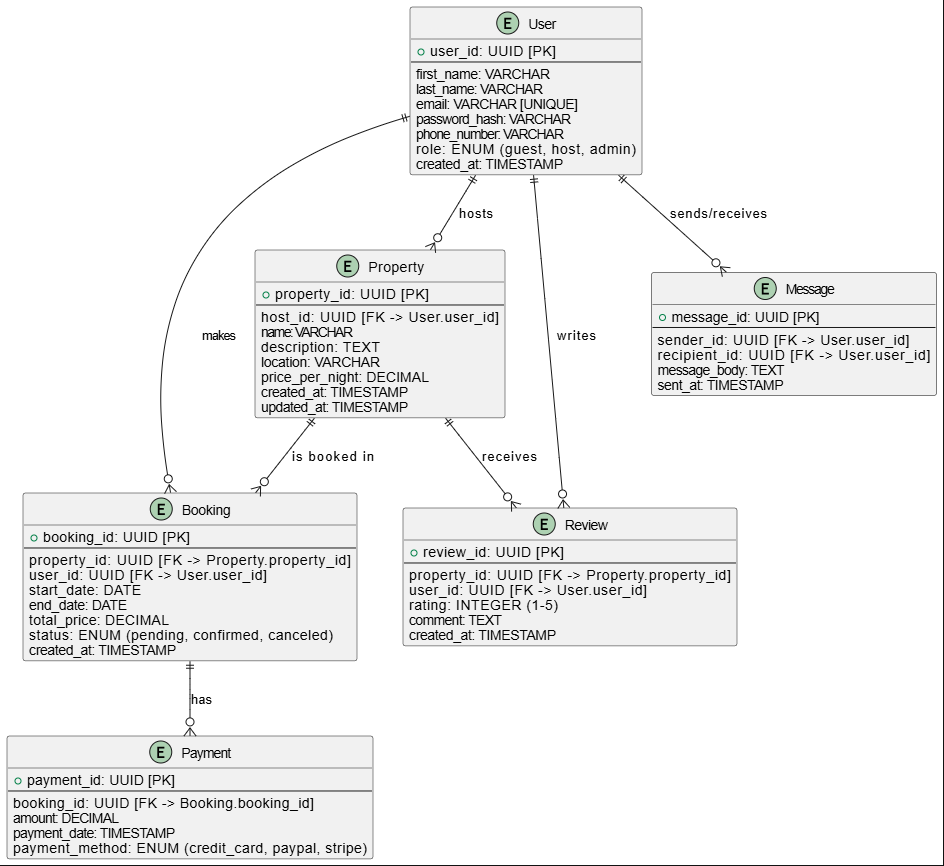 E User
user_id: UUID [PK]
first_name: VARCHAR
last_name: VARCHAR
email: VARCHAR [UNIQUE]
password_hash: VARCHAR
phone_number: VARCHAR
role: ENUM (guest, host, admin)
created_at: TIMESTAMP
hosts
sends/receives
E Property
property_id: UUID [PK]
host_id: UUID [FK -> User.user_id]
name: VARCHAR
description: TEXT
location: VARCHAR
price_per_night: DECIMAL
created_at: TIMESTAMP
updated_at: TIMESTAMP
E Message
message_id: UUID [PK]
sender_id: UUID [FK -> User.user_id]
recipient_id: UUID [FK -> User.user_id]
message_body: TEXT
sent_at: TIMESTAMP
makes
writes
is booked in
receives
E Booking
booking_id: UUID [PK]
property_id: UUID [FK -> Property.property_id]
user_id: UUID [FK -> User.user_id]
start_date: DATE
end_date: DATE
total_price: DECIMAL
status: ENUM (pending, confirmed, canceled)
created_at: TIMESTAMP
E Review
review_id: UUID [PK]
property_id: UUID [FK -> Property.property_id]
user_id: UUID [FK -> User.user_id]
rating: INTEGER (1-5)
comment: TEXT
created_at: TIMESTAMP
has
E Payment
payment_id: UUID [PK]
booking_id: UUID [FK -> Booking.booking_id]
amount: DECIMAL
payment_date: TIMESTAMP
payment_method: ENUM (credit_card, paypal, stripe)